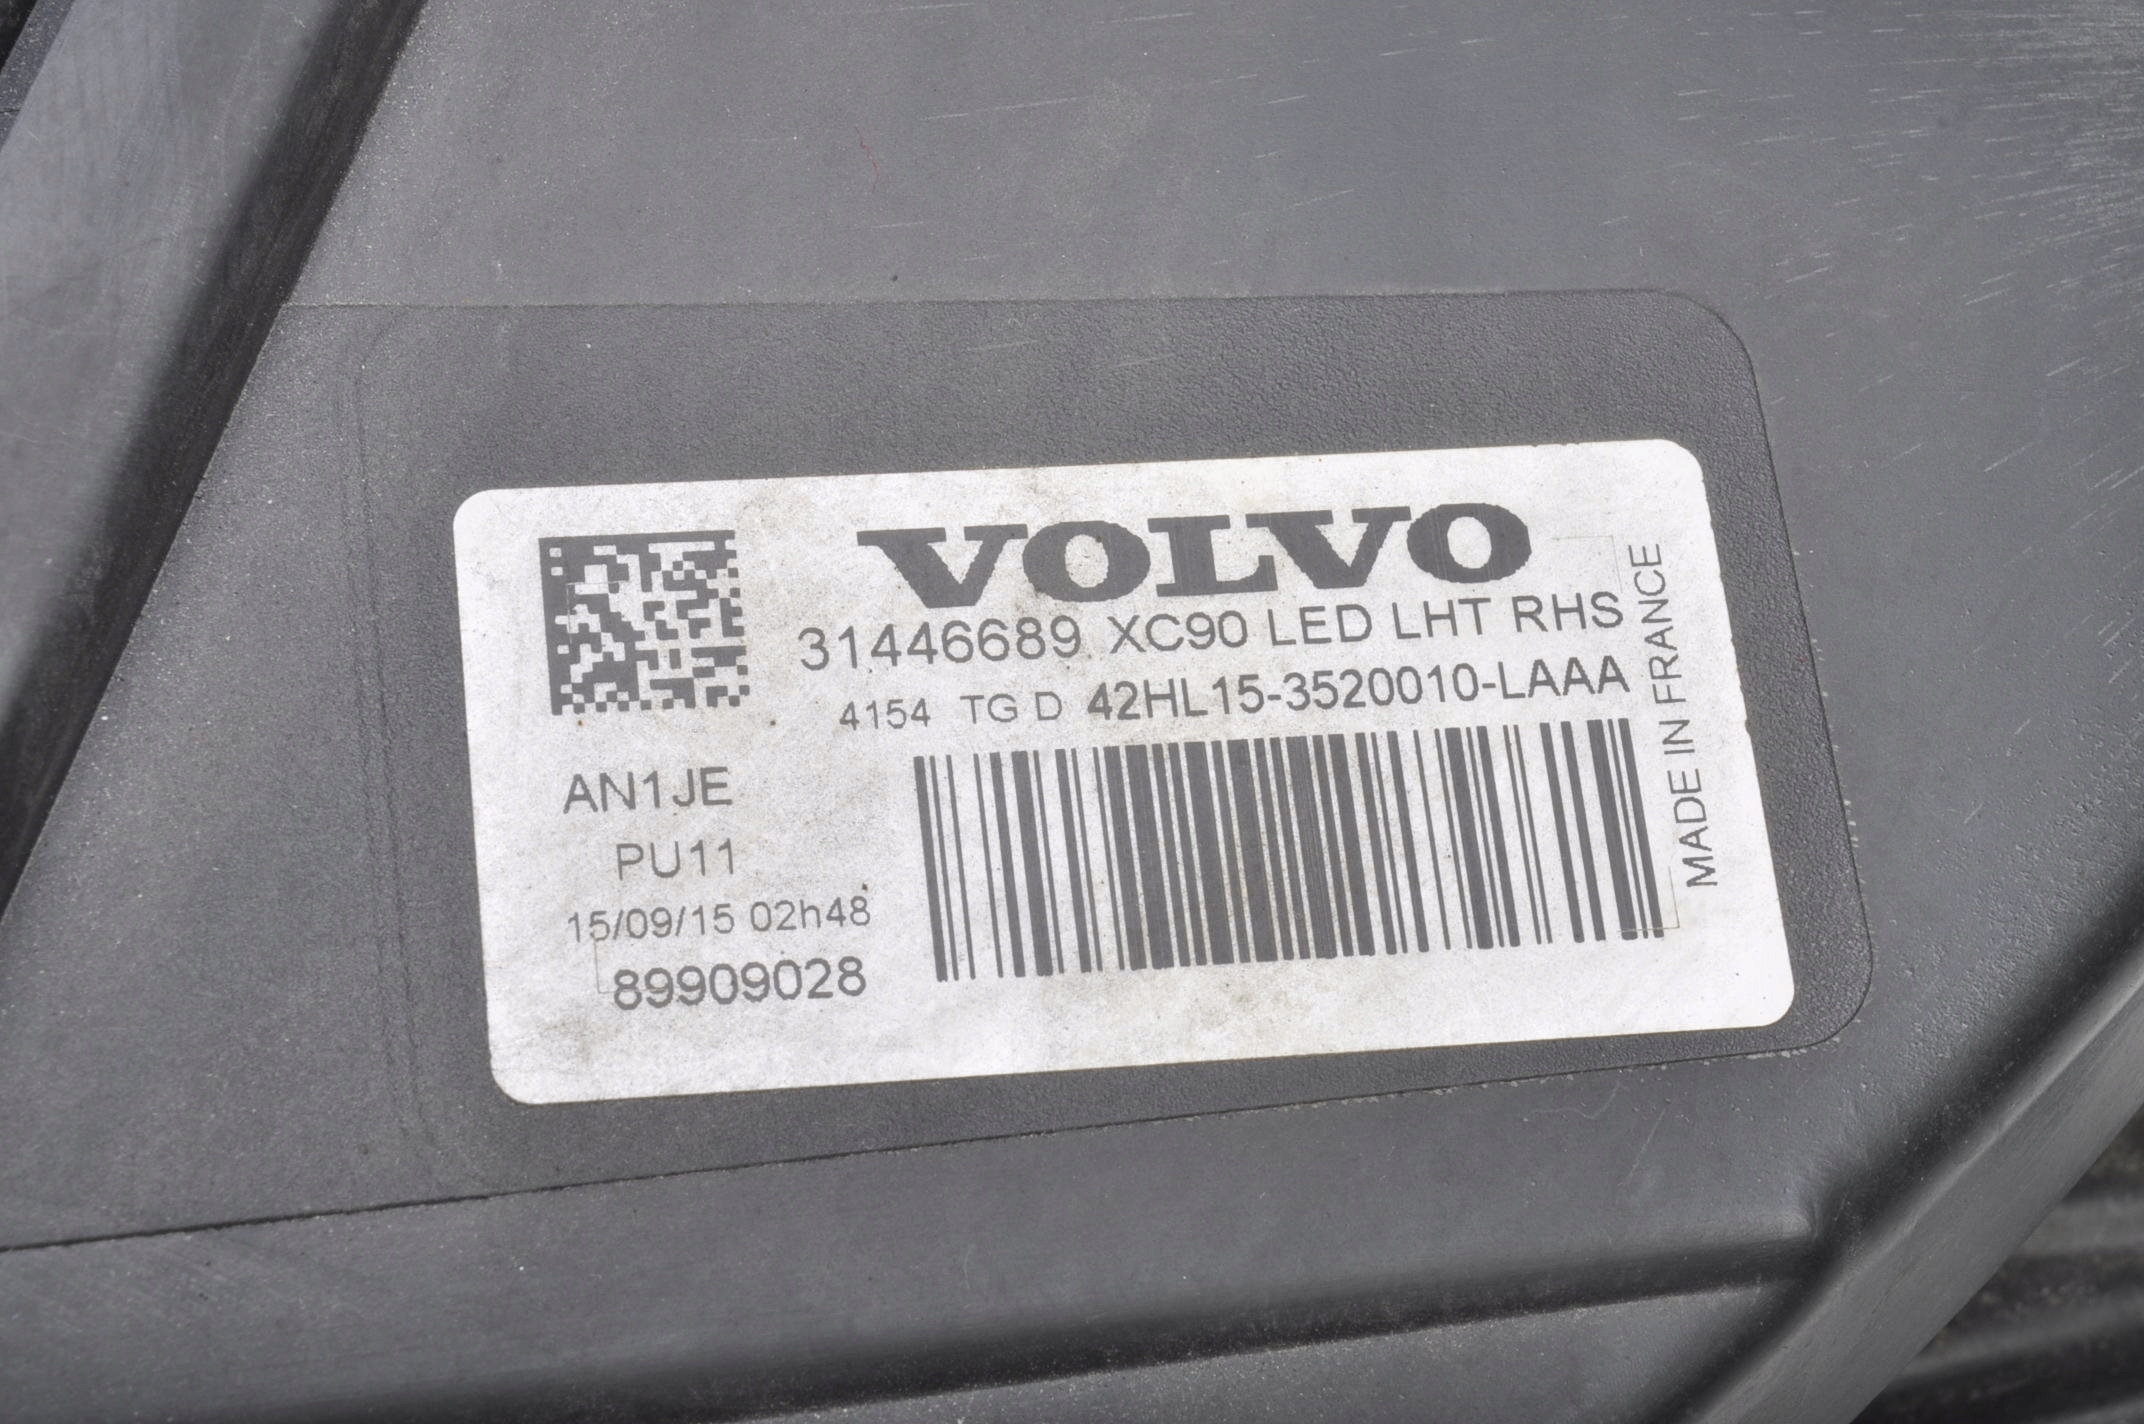 VOLVO
31446689 XC90 LED LHT RHS
4154 TG D 42HL15-3520010-LAAA
AN1JE
PU11
15/09/15 02h48
89909028
MADE IN FRANCE